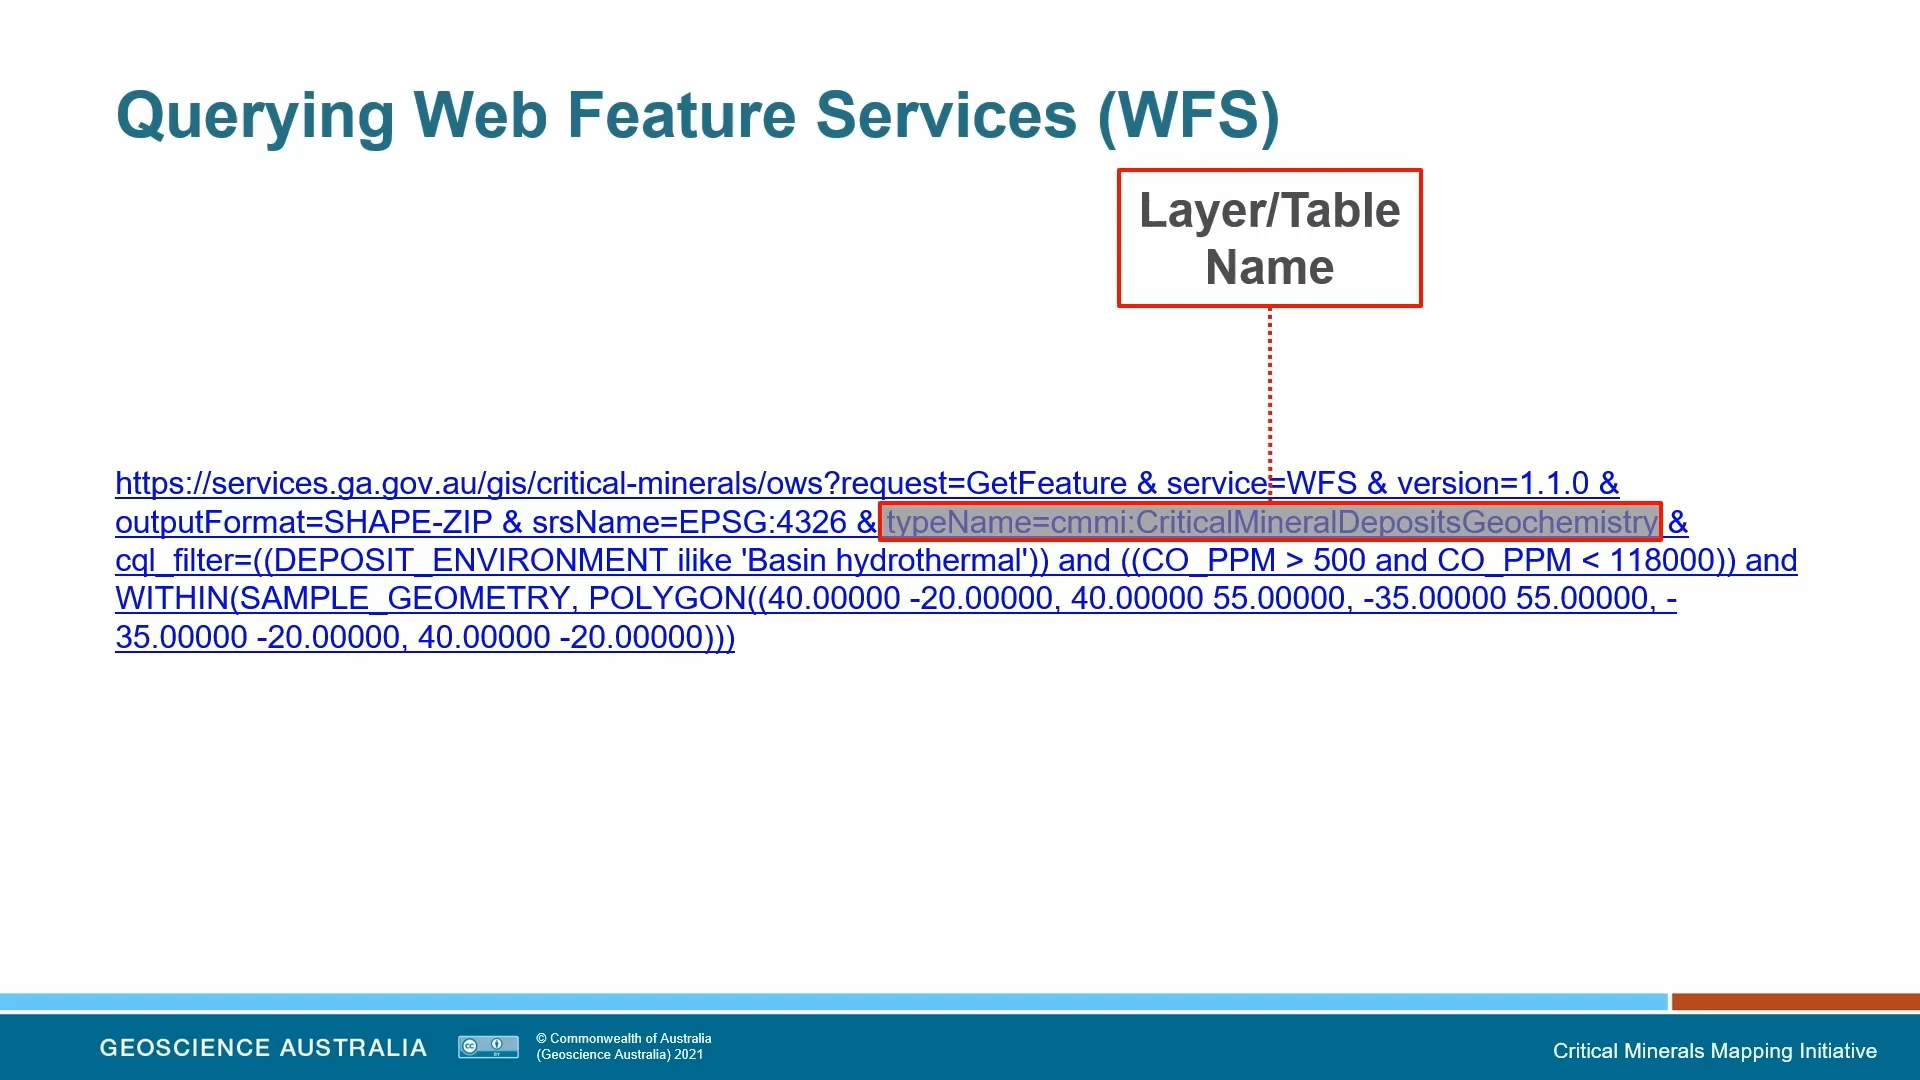 Querying Web Feature Services (WFS)
Layer/Table
Name
https://services.ga.gov.au/gis/critical-minerals/ows?request=GetFeature & service=WFS & version=1.1.0 &
outputFormat=SHAPE-ZIP & srsName=EPSG:4326 & typeName=cmmi:CriticalMineralDepositsGeochemistry &
cql_filter=((DEPOSIT_ENVIRONMENT ilike 'Basin hydrothermal')) and ((CO_PPM > 500 and CO_PPM < 118000)) and
WITHIN(SAMPLE_GEOMETRY, POLYGON((40.00000 -20.00000, 40.00000 55.00000, -35.00000 55.00000, -
35.00000 -20.00000, 40.00000 -20.00000)))
GEOSCIENCE AUSTRALIA
cc
BY
© Commonwealth of Australia
(Geoscience Australia) 2021
Critical Minerals Mapping Initiative